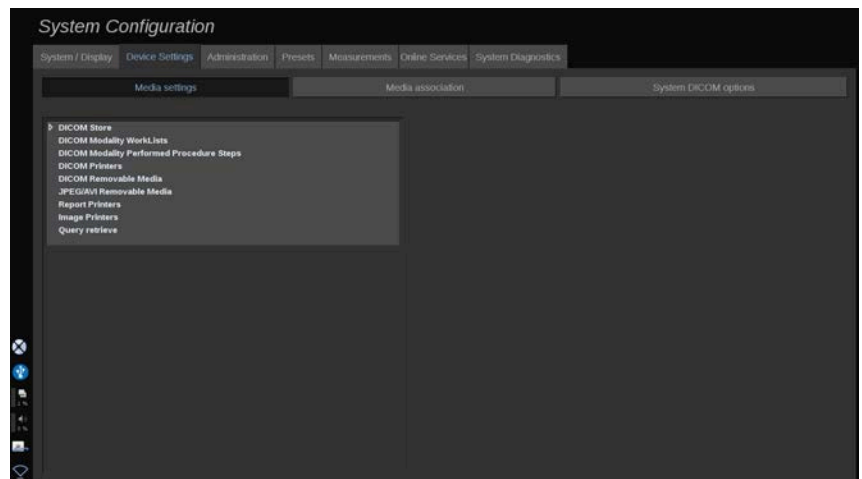 System Configuration
System / Display Device Settings Administration Presets Measurements Online Services System Diagnostics
Media settings Media association System DICOM options
DICOM Store
DICOM Modality WorkLists
DICOM Modality Performed Procedure Steps
DICOM Printers
DICOM Removable Media
JPEG/AVI Removable Media
Report Printers
Image Printers
Query retrieve